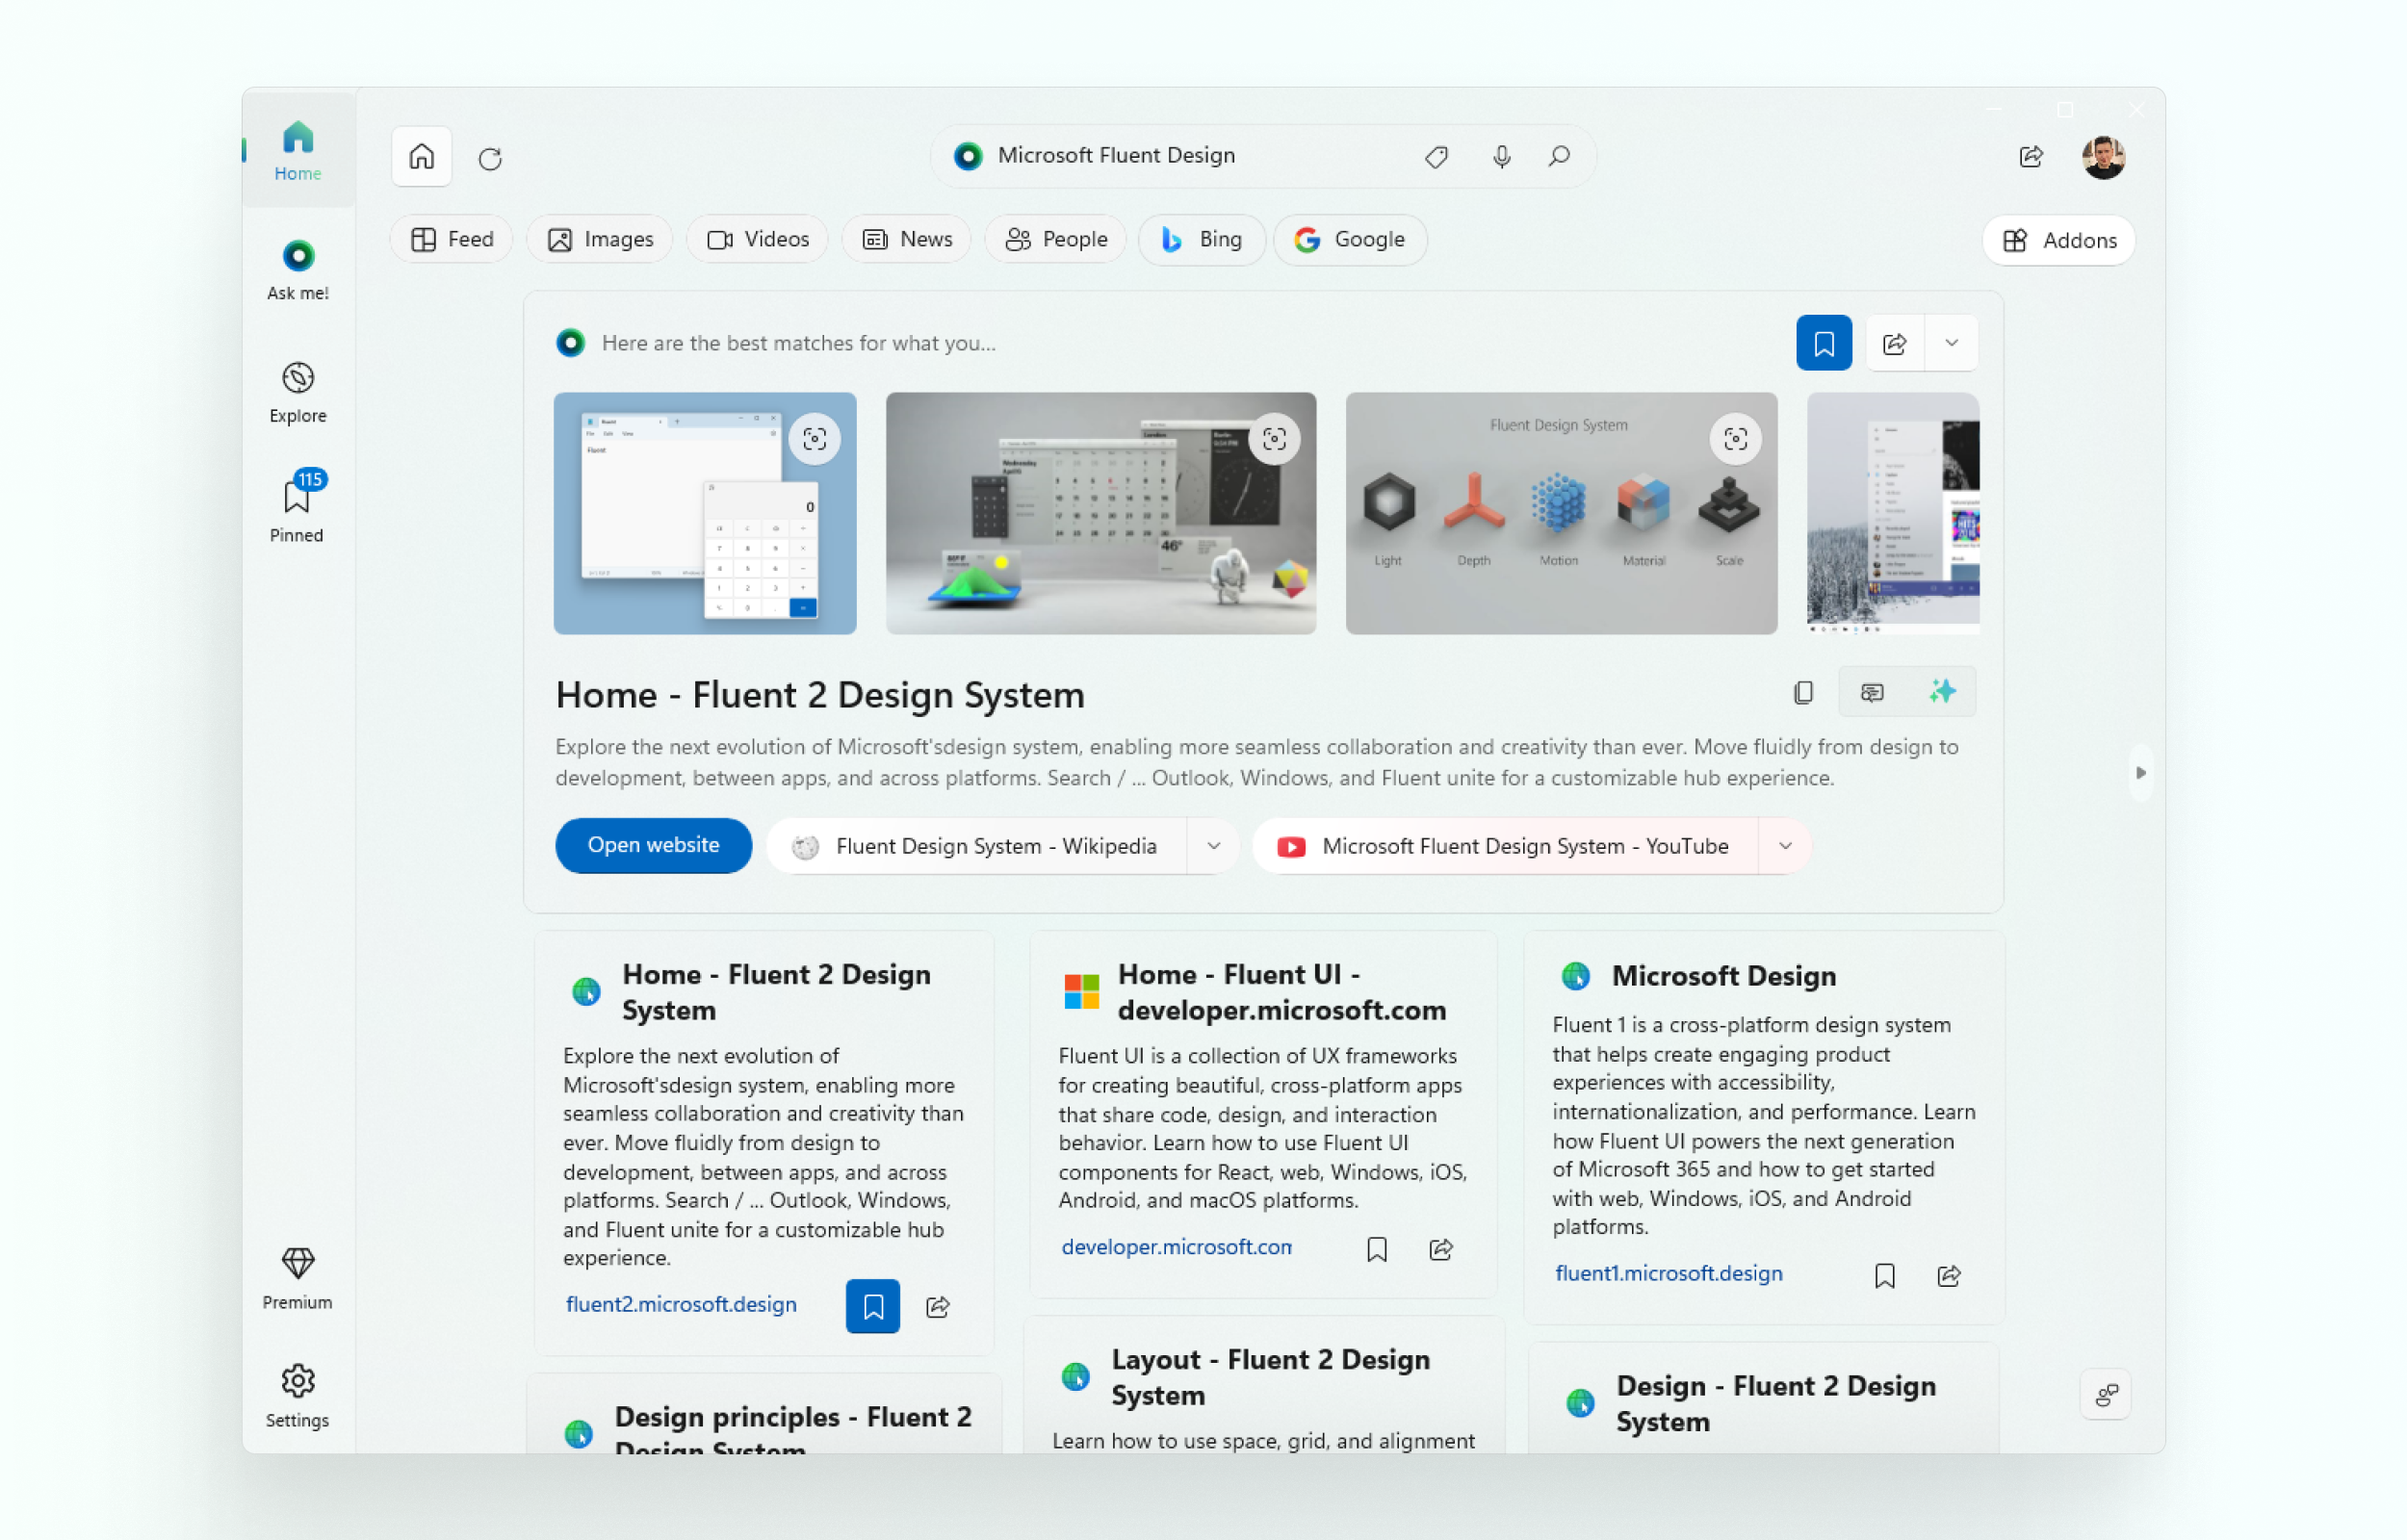 Home
Ask me!
Explore
115
Pinned
Premium
Settings
Microsoft Fluent Design
Feed
Images
Videos
News
People
Bing
Google
Addons
Here are the best matches for what you...
Fluent
File Edit View
Fluent
0
Wednesday
London
Berlin
46°
Fluent Design System
Light
Depth
Motion
Material
Scale
Home - Fluent 2 Design System
Explore the next evolution of Microsoft'sdesign system, enabling more seamless collaboration and creativity than ever. Move fluidly from design to
development, between apps, and across platforms. Search / ... Outlook, Windows, and Fluent unite for a customizable hub experience.
Open website
Fluent Design System - Wikipedia
Microsoft Fluent Design System - YouTube
Home - Fluent 2 Design
System
Explore the next evolution of
Microsoft'sdesign system, enabling more
seamless collaboration and creativity than
ever. Move fluidly from design to
development, between apps, and across
platforms. Search / ... Outlook, Windows,
and Fluent unite for a customizable hub
experience.
fluent2.microsoft.design
Home - Fluent UI -
developer.microsoft.com
Fluent UI is a collection of UX frameworks
for creating beautiful, cross-platform apps
that share code, design, and interaction
behavior. Learn how to use Fluent UI
components for React, web, Windows, iOS,
Android, and macOS platforms.
developer.microsoft.com
Microsoft Design
Fluent 1 is a cross-platform design system
that helps create engaging product
experiences with accessibility,
internationalization, and performance. Learn
how Fluent UI powers the next generation
of Microsoft 365 and how to get started
with web, Windows, iOS, and Android
platforms.
fluent1.microsoft.design
Design principles - Fluent 2
Design System
Layout - Fluent 2 Design
System
Learn how to use space, grid, and alignment
Design - Fluent 2 Design
System